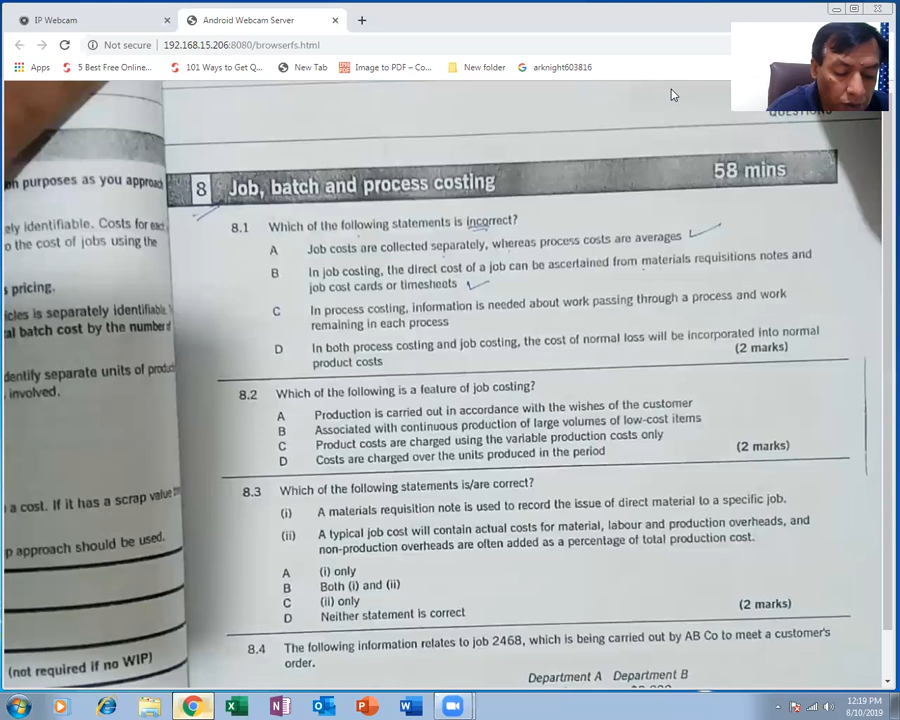 IP Webcam
Android Webcam Server
Not secure
192.168.15.206:8080/browserfs.html
Apps
5 Best Free Online...
101 Ways to Get Q...
New Tab
Image to PDF – Co...
New folder
arknight603816
QUESTIONS
8 Job, batch and process costing 58 mins
8.1 Which of the following statements is incorrect?
A Job costs are collected separately, whereas process costs are averages
B In job costing, the direct cost of a job can be ascertained from materials requisitions notes and
job cost cards or timesheets
C In process costing, information is needed about work passing through a process and work
remaining in each process
D In both process costing and job costing, the cost of normal loss will be incorporated into normal
product costs (2 marks)
8.2 Which of the following is a feature of job costing?
A Production is carried out in accordance with the wishes of the customer
B Associated with continuous production of large volumes of low-cost items
C Product costs are charged using the variable production costs only
D Costs are charged over the units produced in the period (2 marks)
8.3 Which of the following statements is/are correct?
(i) A materials requisition note is used to record the issue of direct material to a specific job.
(ii) A typical job cost will contain actual costs for material, labour and production overheads, and
non-production overheads are often added as a percentage of total production cost.
A (i) only
B Both (i) and (ii)
C (ii) only
D Neither statement is correct (2 marks)
8.4 The following information relates to job 2468, which is being carried out by AB Co to meet a customer's
order.
Department A Department B
purposes as you approach
ely identifiable. Costs for each
o the cost of jobs using the
s pricing.
icles is separately identifiable.
al batch cost by the number of
dentify separate units of product
involved.
a cost. If it has a scrap value
p approach should be used.
(not required if no WIP)
12:19 PM
8/10/2019